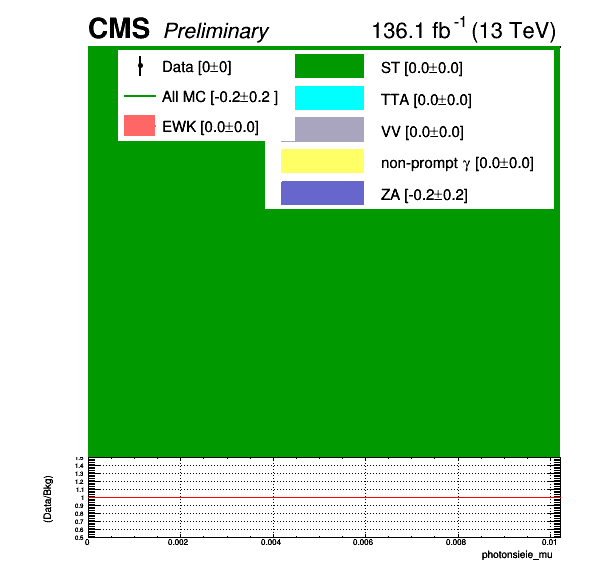 CMS Preliminary 136.1 fb-1 (13 TeV)
Data [0±0]
All MC [-0.2±0.2 ]
EWK [0.0±0.0]
ST [0.0±0.0]
TTA [0.0±0.0]
VV [0.0±0.0]
non-prompt γ [0.0±0.0]
ZA [-0.2±0.2]
(Data/Bkg)
1.5
1.4
1.3
1.2
1.1
1
0.9
0.8
0.7
0.6
0.5
0 0.002 0.004 0.006 0.008 0.01
photonsieie_mu